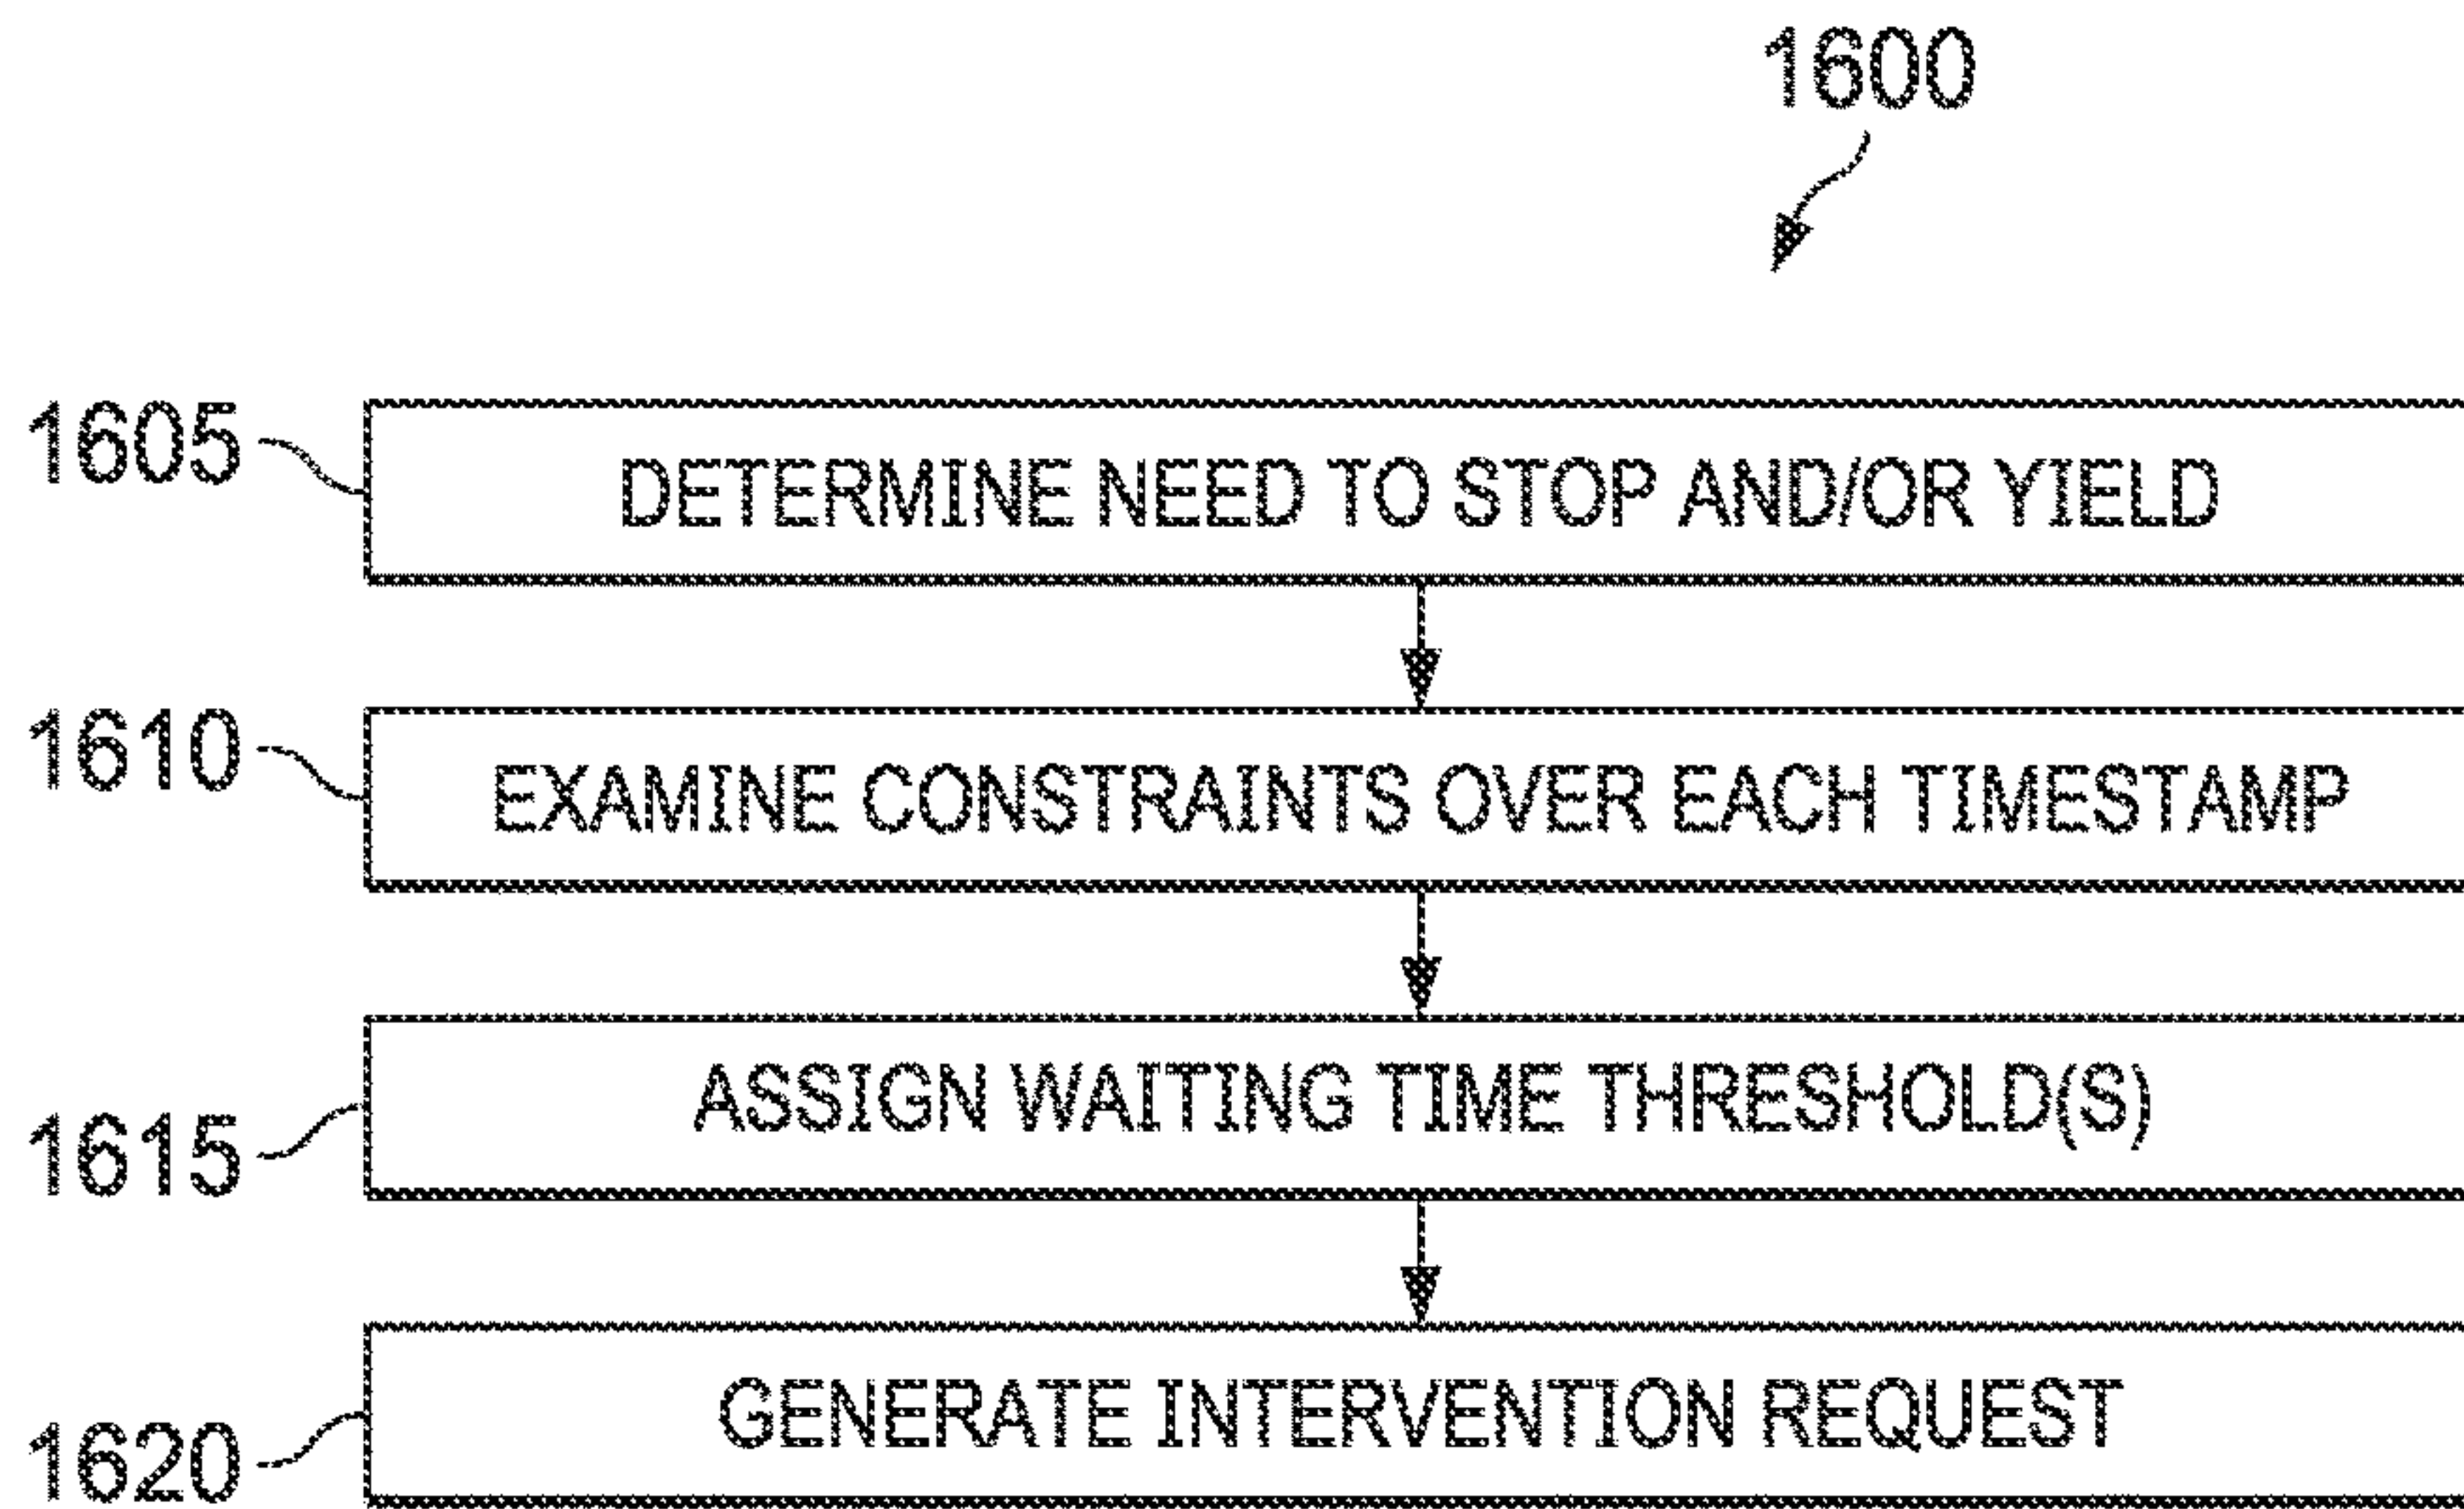 1600
1605
DETERMINE NEED TO STOP AND/OR YIELD
1610
EXAMINE CONSTRAINTS OVER EACH TIMESTAMP
1615
ASSIGN WAITING TIME THRESHOLD(S)
1620
GENERATE INTERVENTION REQUEST